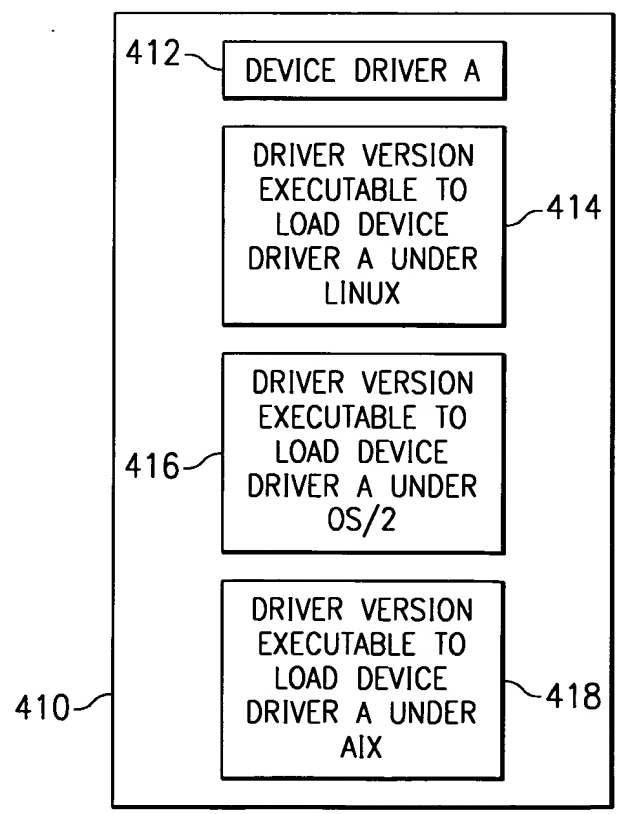 412
DEVICE DRIVER A
DRIVER VERSION
EXECUTABLE TO
LOAD DEVICE
DRIVER A UNDER
LINUX
414
DRIVER VERSION
EXECUTABLE TO
LOAD DEVICE
DRIVER A UNDER
OS/2
416
DRIVER VERSION
EXECUTABLE TO
LOAD DEVICE
DRIVER A UNDER
AIX
418
410